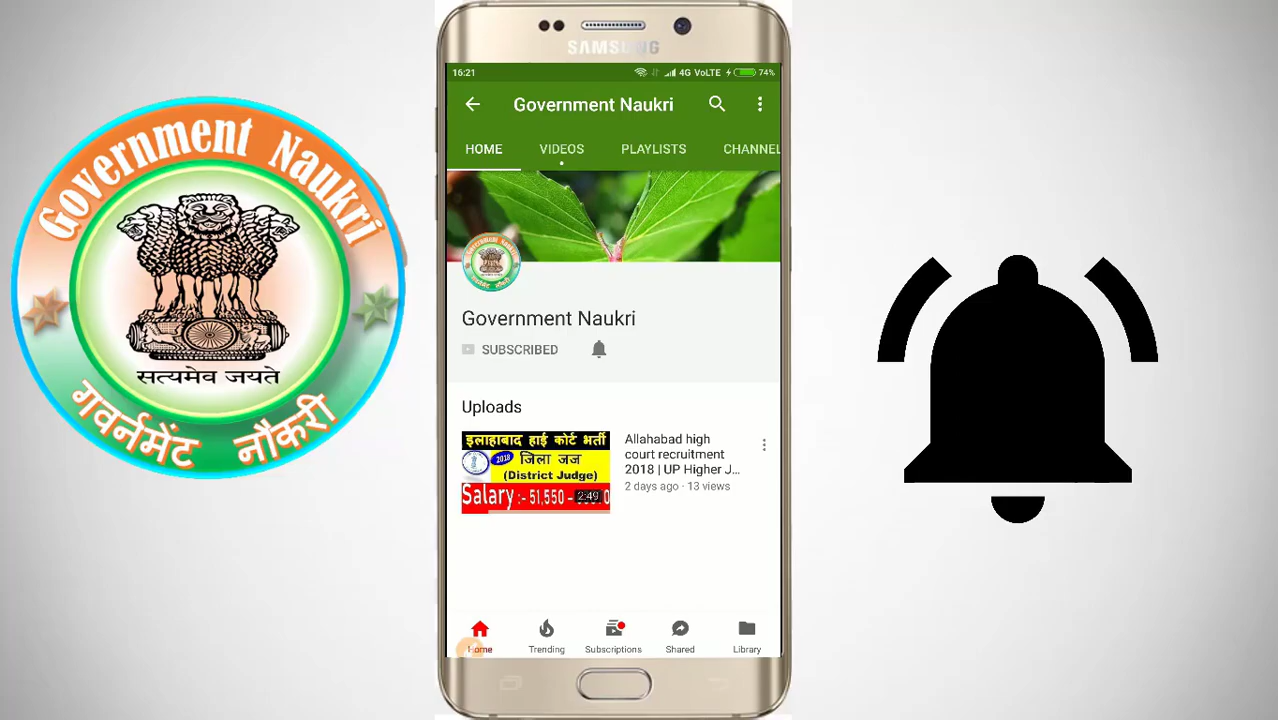 Government Naukri
सत्यमेव जयते
गवर्नमेंट नौकरी
SAMSUNG
16:21
4G VoLTE
74%
Government Naukri
HOME
VIDEOS
PLAYLISTS
CHANNEL
Government Naukri
SUBSCRIBED
Uploads
इलाहाबाद हाई कोर्ट भर्ती
2018
जिला जज
(District Judge)
Salary :- 51,550 –
2:49
Allahabad high
court recruitment
2018 | UP Higher J...
2 days ago · 13 views
Home
Trending
Subscriptions
Shared
Library